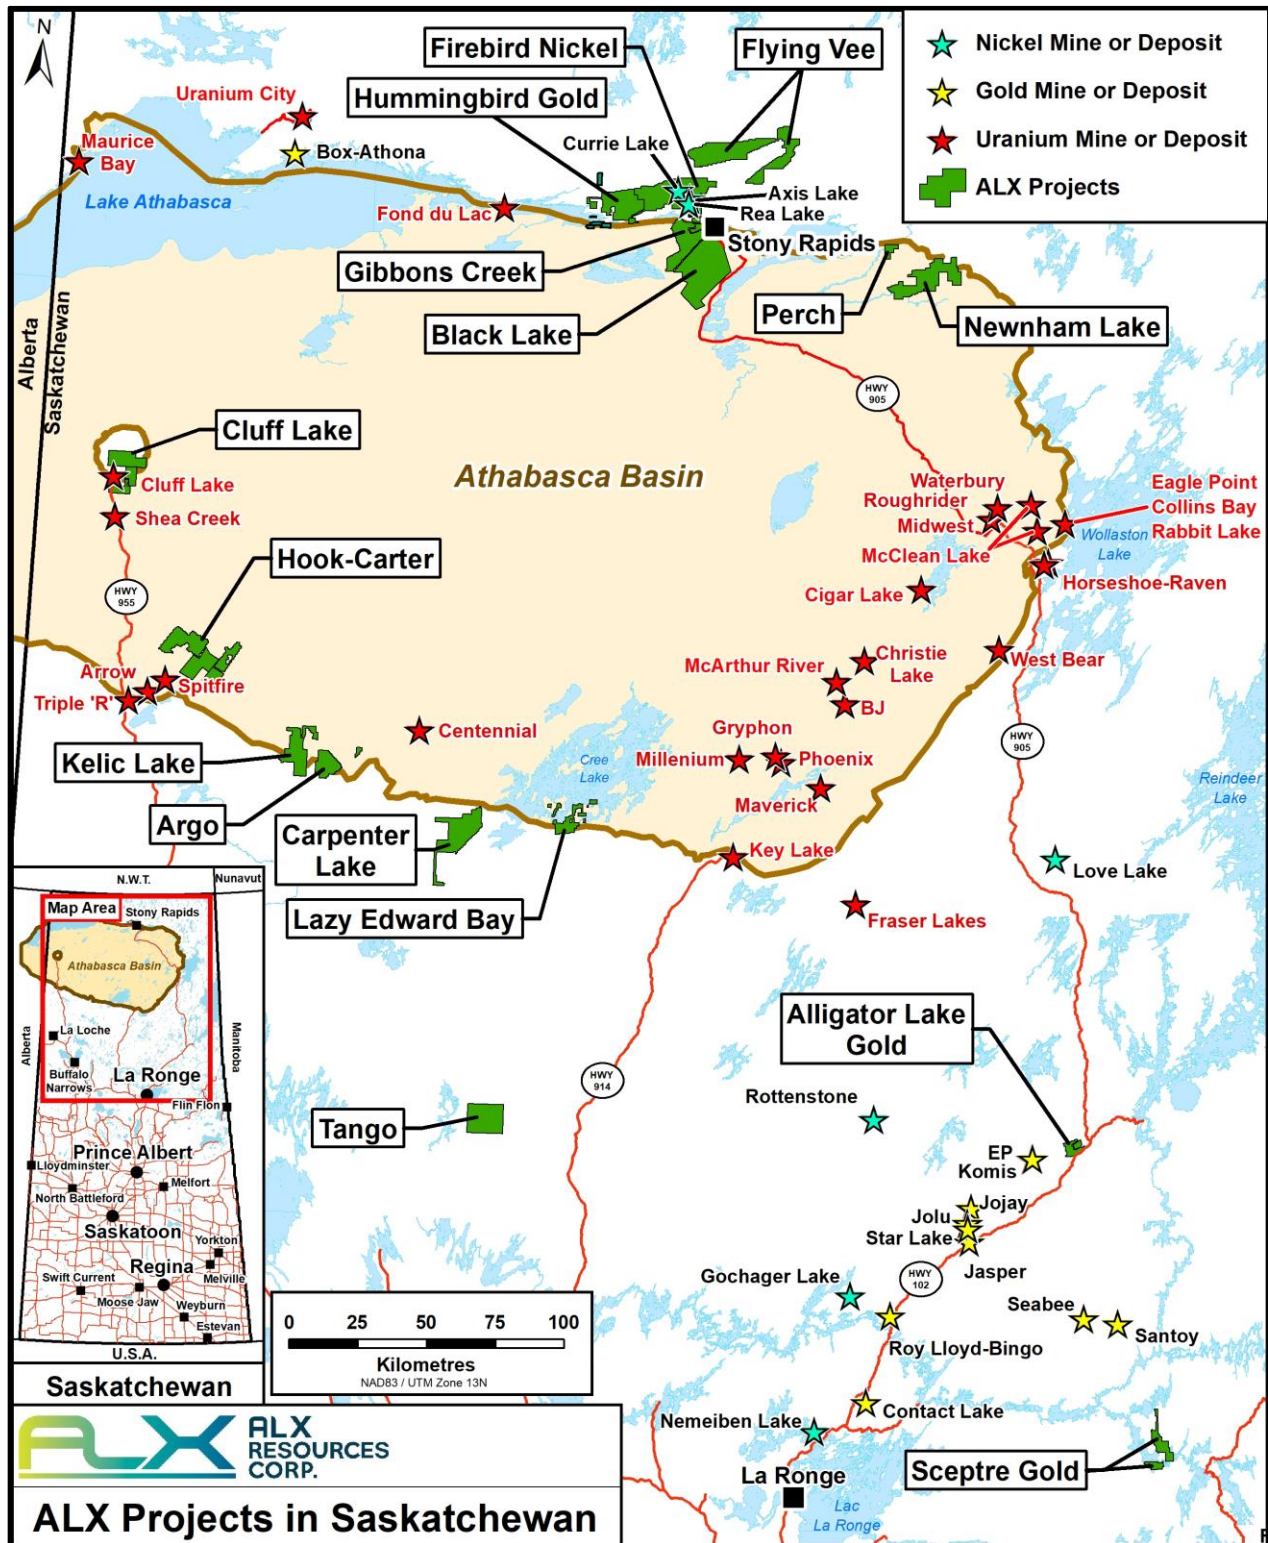 N
Firebird Nickel
Flying Vee
Hummingbird Gold
Nickel Mine or Deposit
Gold Mine or Deposit
Uranium Mine or Deposit
ALX Projects
Uranium City
Maurice
Bay
Box-Athona
Currie Lake
Lake Athabasca
Fond du Lac
Axis Lake
Rea Lake
Stony Rapids
Gibbons Creek
Black Lake
Perch
Newnham Lake
Alberta
Saskatchewan
HWY
905
Cluff Lake
Cluff Lake
Shea Creek
Athabasca Basin
Waterbury
Roughrider
Midwest
McClean Lake
Eagle Point
Collins Bay
Rabbit Lake
Wollaston
Lake
Horseshoe-Raven
Cigar Lake
Hook-Carter
HWY
955
Arrow
Spitfire
Triple 'R'
McArthur River
Christie
Lake
West Bear
BJ
Centennial
Gryphon
Millenium
Phoenix
Maverick
HWY
905
Kelic Lake
Argo
Cree
Lake
Reindeer
Lake
Carpenter
Lake
Key Lake
Love Lake
Lazy Edward Bay
Fraser Lakes
N.W.T.
Nunavut
Map Area
Stony Rapids
Athabasca Basin
Alberta
Manitoba
La Loche
Buffalo
Narrows
La Ronge
Flin Flon
Prince Albert
Lloydminster
Melfort
North Battleford
Saskatoon
Yorkton
Regina
Melville
Swift Current
Moose Jaw
Weyburn
Estevan
U.S.A.
Saskatchewan
Alligator Lake
Gold
HWY
914
Rottenstone
Tango
EP
Komis
Jojay
Jolu
Star Lake
Jasper
Gochager Lake
HWY
102
Seabee
Santoy
Roy Lloyd-Bingo
0 25 50 75 100
Kilometres
NAD83 / UTM Zone 13N
Contact Lake
Nemeiben Lake
La Ronge
Lac
La Ronge
Sceptre Gold
ALX
ALX
RESOURCES
CORP.
ALX Projects in Saskatchewan